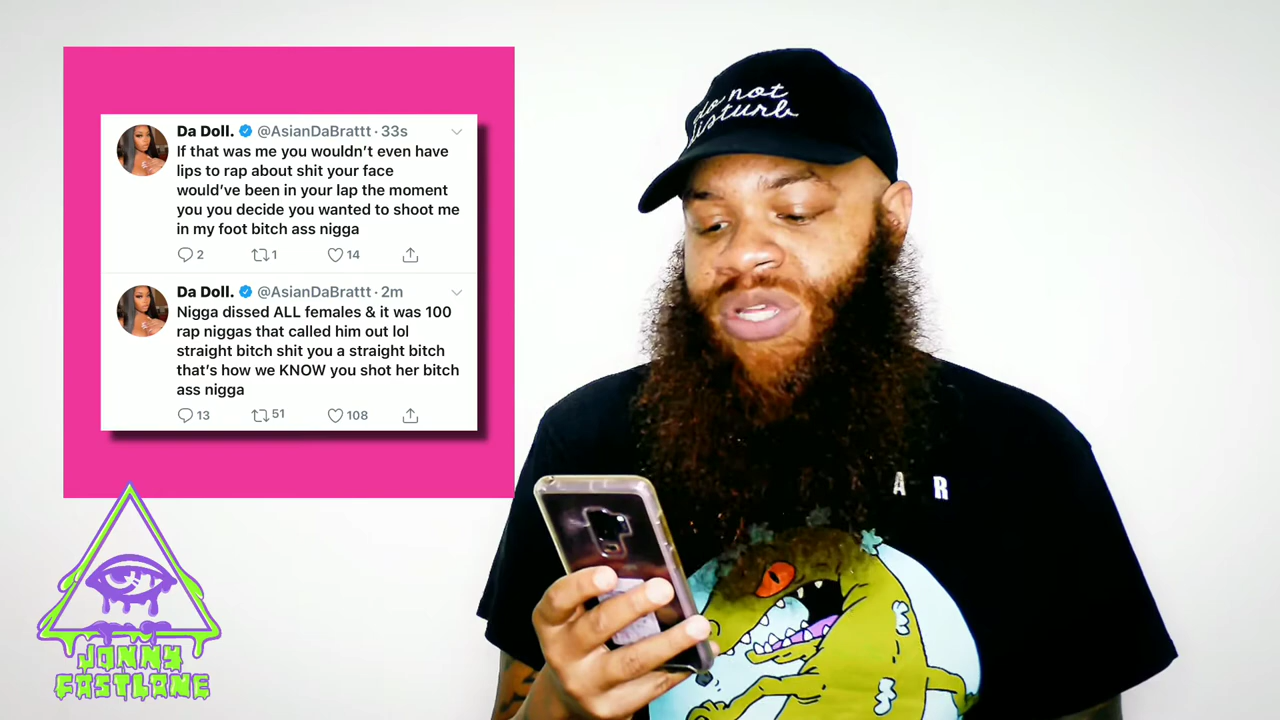 Da Doll. @AsianDaBrattt · 33s
If that was me you wouldn't even have
lips to rap about shit your face
would've been in your lap the moment
you you decide you wanted to shoot me
in my foot bitch ass nigga
2 1 14
Da Doll. @AsianDaBrattt · 2m
Nigga dissed ALL females & it was 100
rap niggas that called him out lol
straight bitch shit you a straight bitch
that's how we KNOW you shot her bitch
ass nigga
13 51 108
do not
disturb
A R
JONNY
FASTLANE